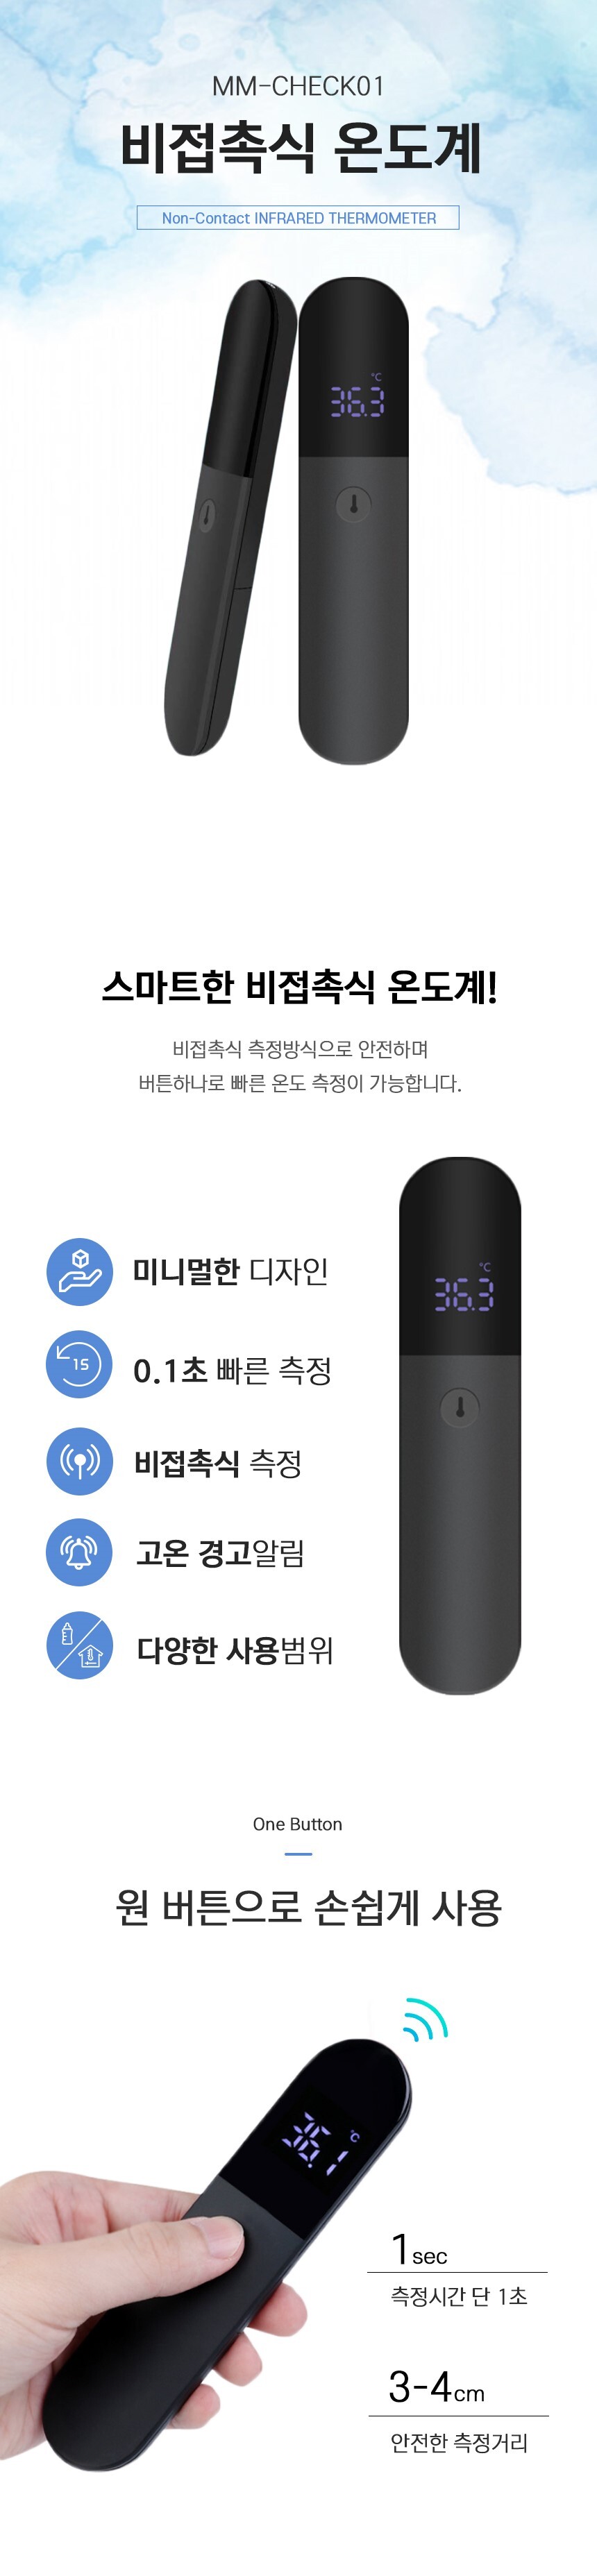 MM-CHECK01
비접촉식 온도계
Non-Contact INFRARED THERMOMETER
°C
36.3
스마트한 비접촉식 온도계!
비접촉식 측정방식으로 안전하며
버튼하나로 빠른 온도 측정이 가능합니다.
°C
36.3
미니멀한 디자인
1S
0.1초 빠른 측정
비접촉식 측정
고온 경고알림
다양한 사용범위
One Button
원 버튼으로 손쉽게 사용
36.1 °C
1sec
측정시간 단 1초
3-4cm
안전한 측정거리